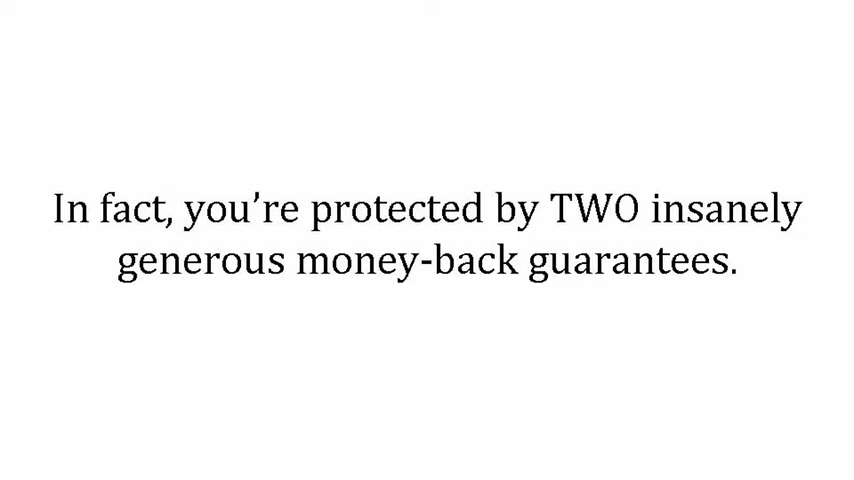 In fact, you’re protected by TWO insanely
generous money-back guarantees.